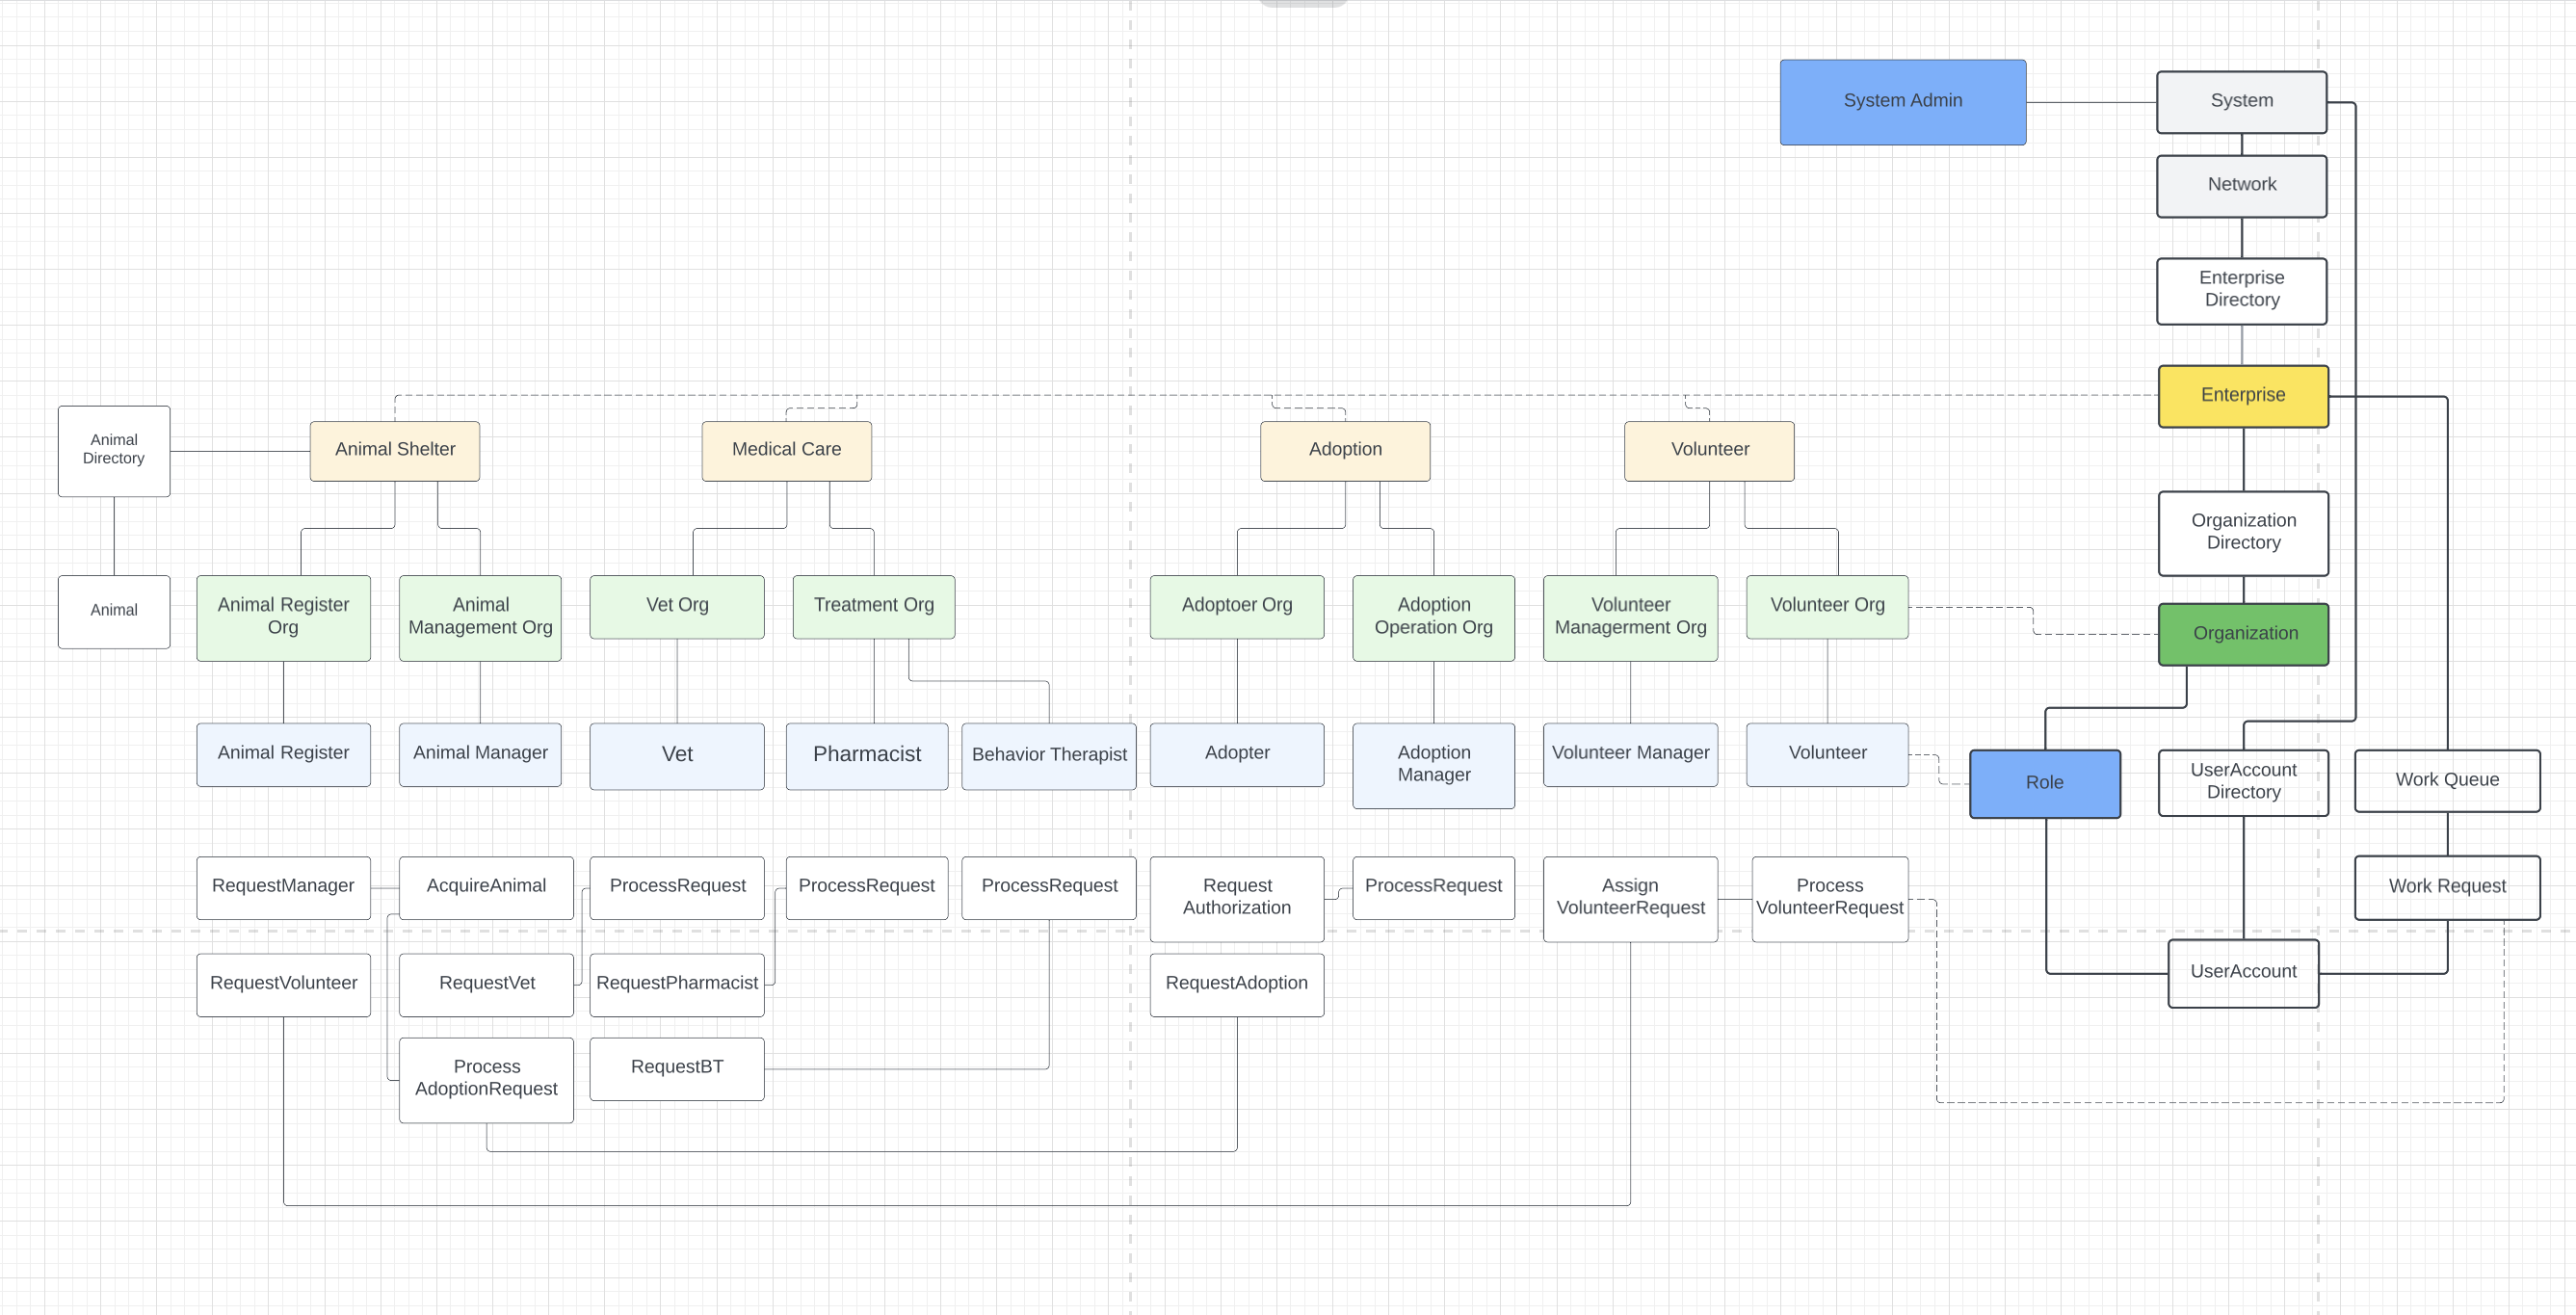 System Admin
System
Network
Enterprise
Directory
Enterprise
Animal
Directory
Animal Shelter
Medical Care
Adoption
Volunteer
Organization
Directory
Animal
Animal Register
Org
Animal
Management Org
Vet Org
Treatment Org
Adoptoer Org
Adoption
Operation Org
Volunteer
Managerment Org
Volunteer Org
Organization
Animal Register
Animal Manager
Vet
Pharmacist
Behavior Therapist
Adopter
Adoption
Manager
Volunteer Manager
Volunteer
Role
UserAccount
Directory
Work Queue
RequestManager
AcquireAnimal
ProcessRequest
ProcessRequest
ProcessRequest
Request
Authorization
ProcessRequest
Assign
VolunteerRequest
Process
VolunteerRequest
Work Request
RequestVolunteer
RequestVet
RequestPharmacist
RequestAdoption
UserAccount
Process
AdoptionRequest
RequestBT